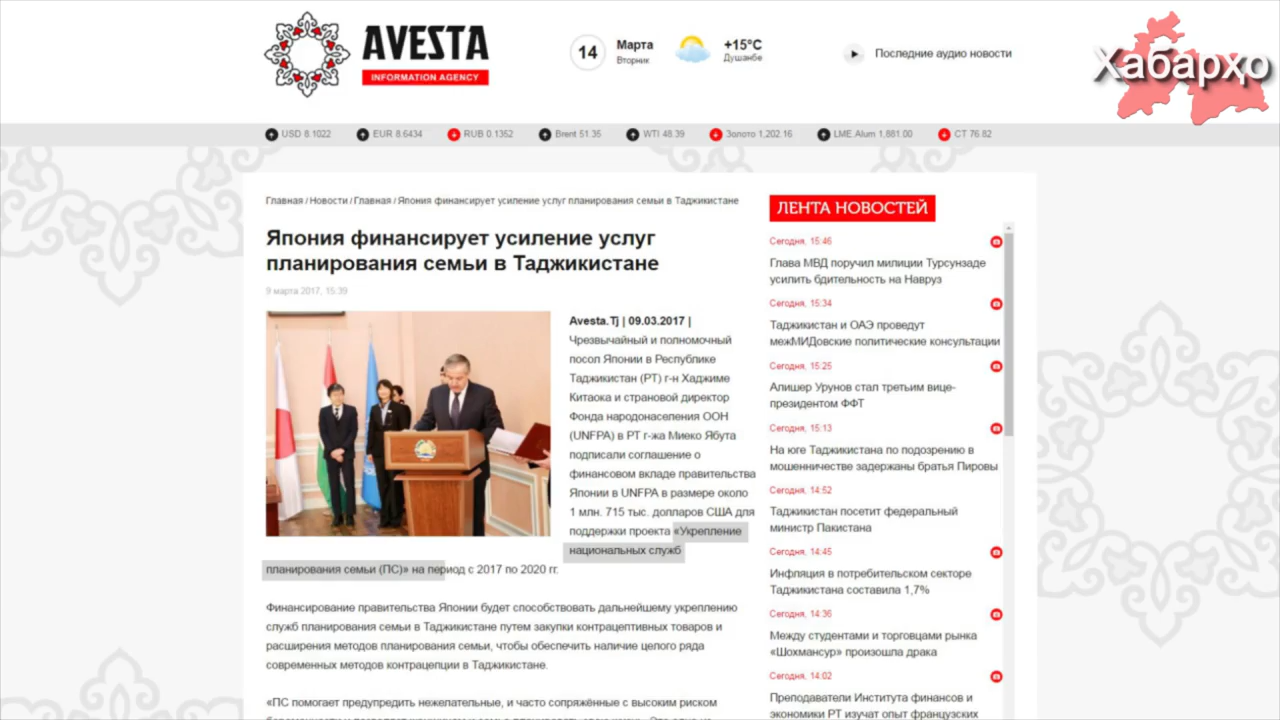 AVESTA
INFORMATION AGENCY
14
Марта
Вторник
+15°C
Душанбе
Последние аудио новости
Хабарҳо
USD 8.1022
EUR 8.6434
RUB 0.1352
Brent 51.35
WTI 48.39
Золото 1,202.16
LME Alum 1,881.00
CT 76.82
Главная / Новости / Главная / Япония финансирует усиление услуг планирования семьи в Таджикистане
Япония финансирует усиление услуг
планирования семьи в Таджикистане
9 марта 2017, 15:39
Avesta.Tj | 09.03.2017 |
Чрезвычайный и полномочный
посол Японии в Республике
Таджикистан (РТ) г-н Хаджиме
Китаока и страновой директор
Фонда народонаселения ООН
(UNFPA) в РТ г-жа Миеко Ябута
подписали соглашение о
финансовом вкладе правительства
Японии в UNFPA в размере около
1 млн. 715 тыс. долларов США для
поддержки проекта «Укрепление
национальных служб
планирования семьи (ПС)» на период с 2017 по 2020 гг.
Финансирование правительства Японии будет способствовать дальнейшему укреплению
служб планирования семьи в Таджикистане путем закупки контрацептивных товаров и
расширения методов планирования семьи, чтобы обеспечить наличие целого ряда
современных методов контрацепции в Таджикистане.
«ПС помогает предупредить нежелательные, и часто сопряжённые с высоким риском
ЛЕНТА НОВОСТЕЙ
Сегодня, 15:46
Глава МВД поручил милиции Турсунзаде
усилить бдительность на Навруз
Сегодня, 15:34
Таджикистан и ОАЭ проведут
межМИДовские политические консультации
Сегодня, 15:25
Алишер Урунов стал третьим вице-
президентом ФФТ
Сегодня, 15:13
На юге Таджикистана по подозрению в
мошенничестве задержаны братья Пировы
Сегодня, 14:52
Таджикистан посетит федеральный
министр Пакистана
Сегодня, 14:45
Инфляция в потребительском секторе
Таджикистана составила 1,7%
Сегодня, 14:36
Между студентами и торговцами рынка
«Шохмансур» произошла драка
Сегодня, 14:02
Преподаватели Института финансов и
экономики РТ изучат опыт французских